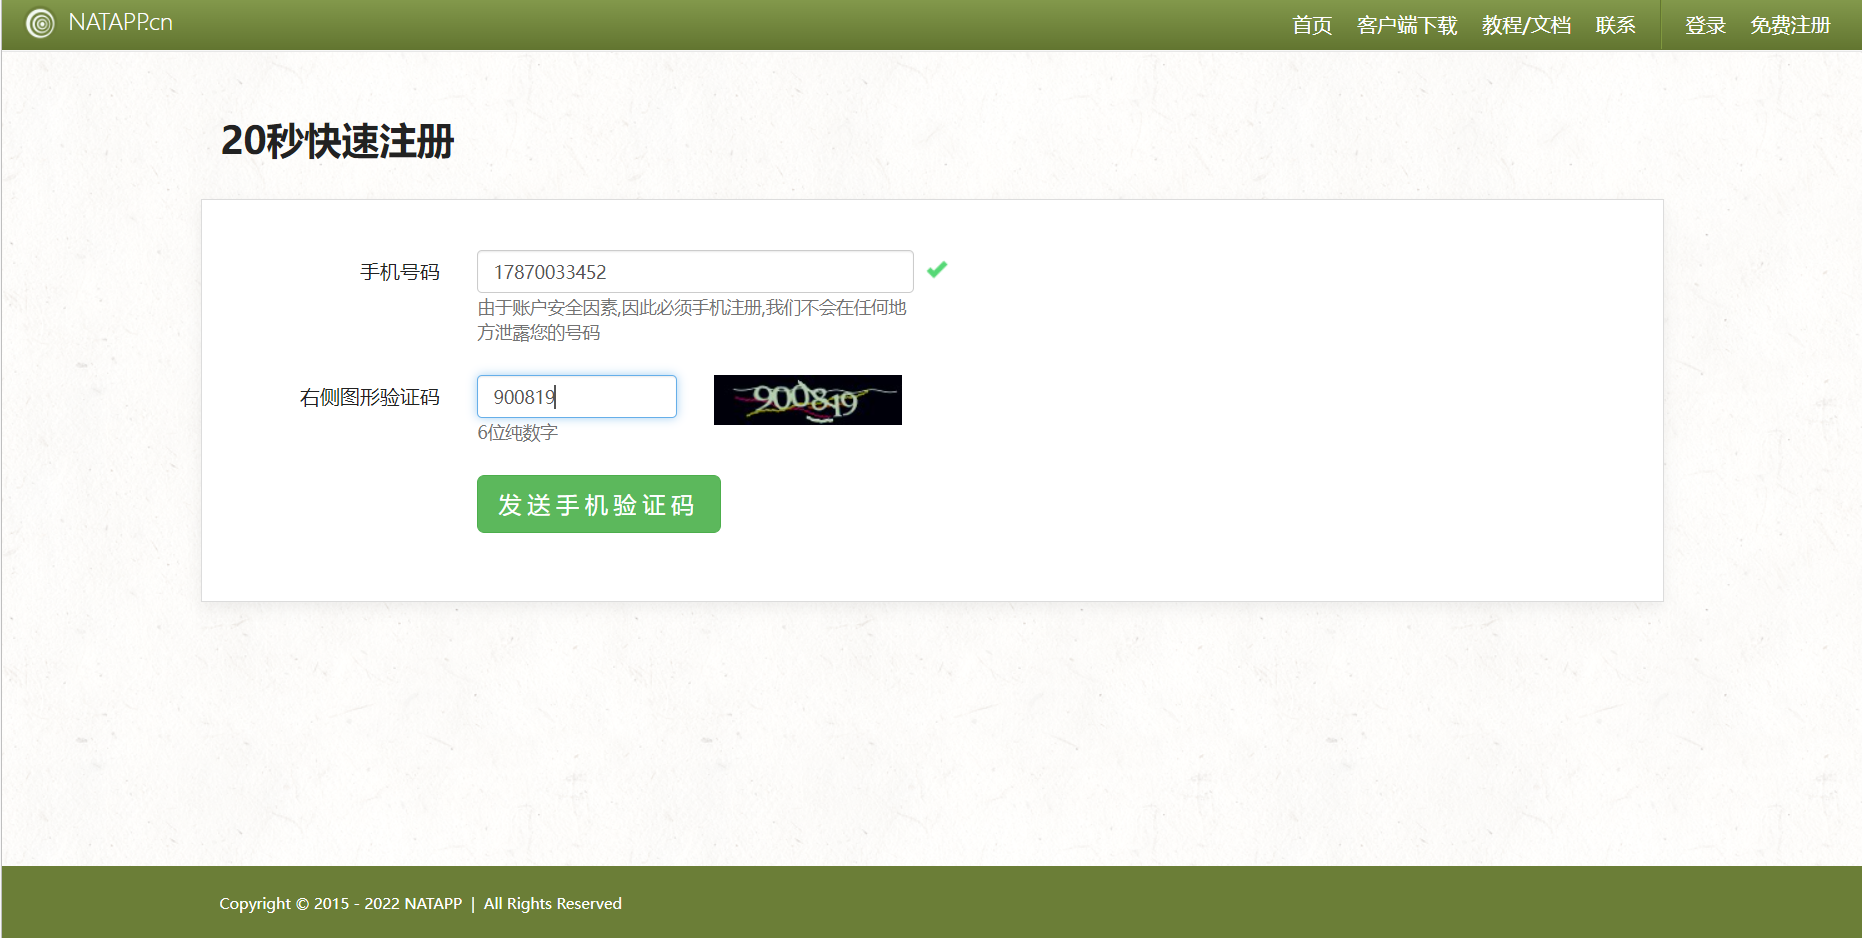 NATAPP.cn 首页 客户端下载 教程/文档 联系 登录 免费注册
20秒快速注册
手机号码 17870033452
由于账户安全因素,因此必须手机注册,我们不会在任何地
方泄露您的号码
右侧图形验证码 900819 900819
6位纯数字
发送手机验证码
Copyright © 2015 - 2022 NATAPP | All Rights Reserved